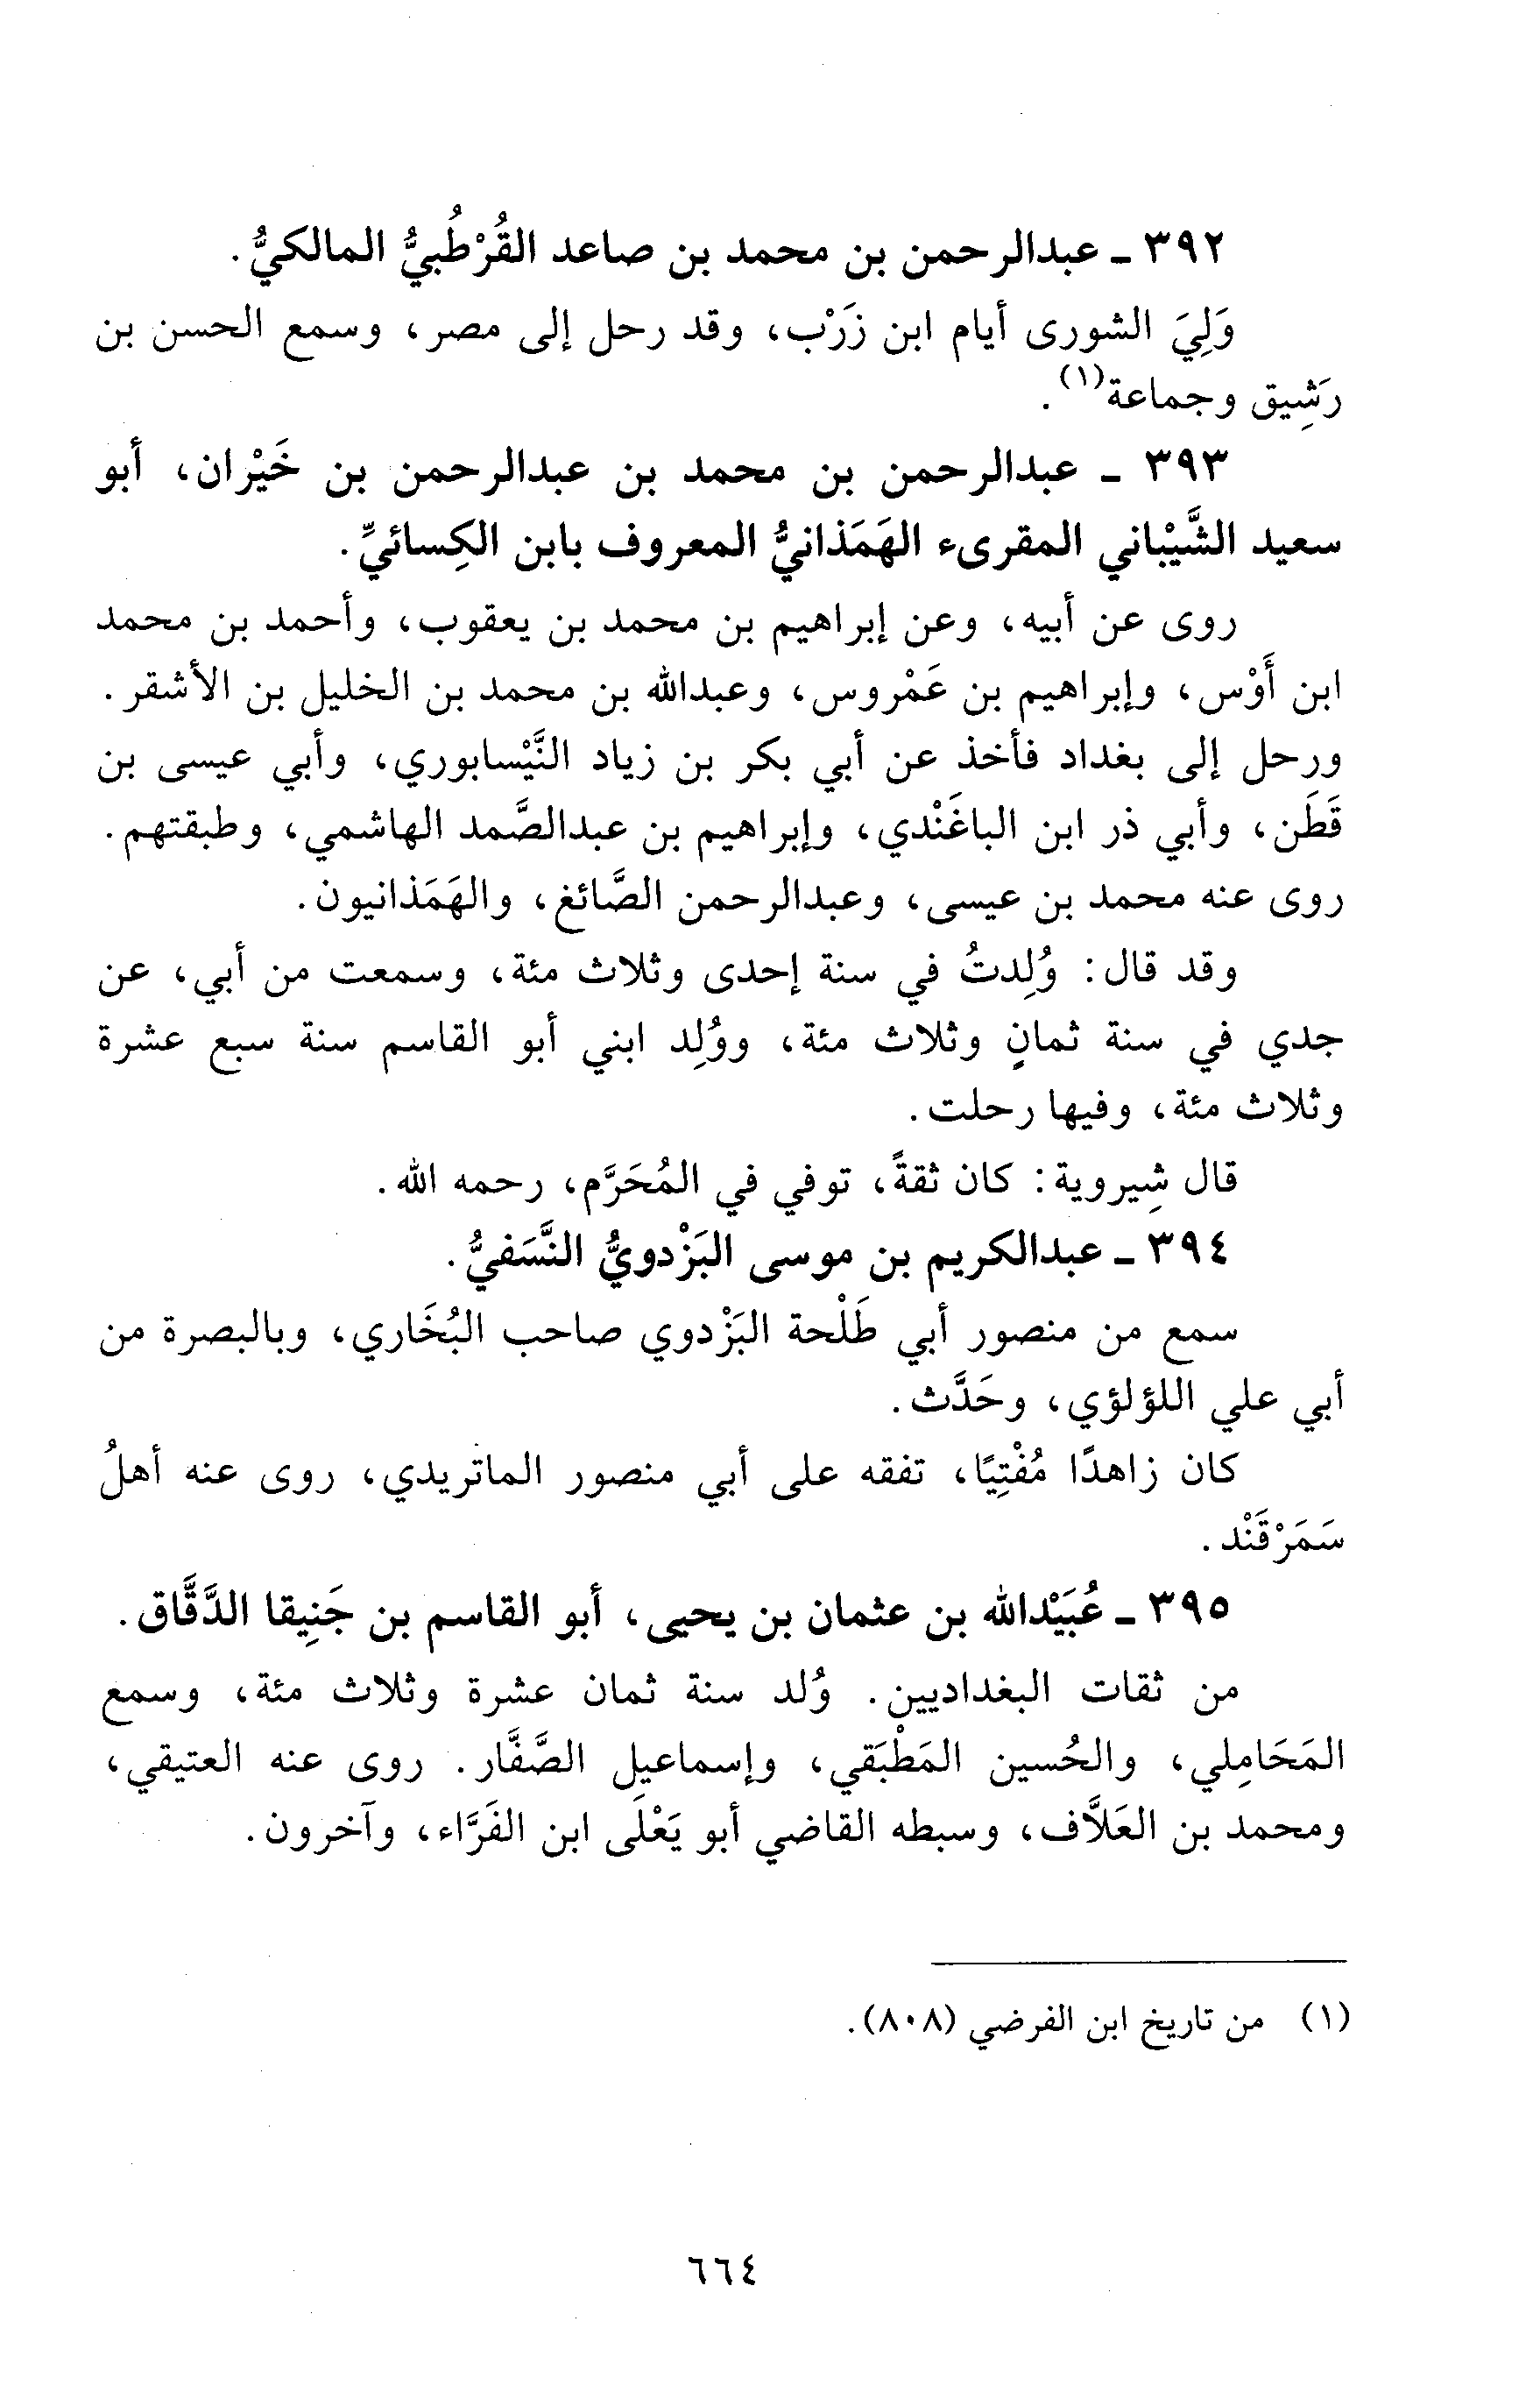 ٣٩٢ ـ عبدالرحمن بن محمد بن صاعد القُرْطُبيُّ المالكيُّ.
وَلِيَ الشورى أيام ابن زَرْب، وقد رحل إلى مصر، وسمع الحسن بن
رَشِيق وجماعة(١).
٣٩٣ ـ عبدالرحمن بن محمد بن عبدالرحمن بن خَيْران، أبو
سعيد الشَّيْباني المقرىء الهَمَذانيُّ المعروف بابن الكِسائيِّ.
روى عن أبيه، وعن إبراهيم بن محمد بن يعقوب، وأحمد بن محمد
ابن أَوْس، وإبراهيم بن عَمْروس، وعبدالله بن محمد بن الخليل بن الأشقر.
ورحل إلى بغداد فأخذ عن أبي بكر بن زياد النَّيْسابوري، وأبي عيسى بن
قَطَن، وأبي ذر ابن الباغَنْدي، وإبراهيم بن عبدالصَّمد الهاشمي، وطبقتهم.
روى عنه محمد بن عيسى، وعبدالرحمن الصَّائغ، والهَمَذانيون.
وقد قال: وُلِدتُ في سنة إحدى وثلاث مئة، وسمعت من أبي، عن
جدي في سنة ثمانٍ وثلاث مئة، ووُلِد ابني أبو القاسم سنة سبع عشرة
وثلاث مئة، وفيها رحلت.
قال شِيروية: كان ثقةً، توفي في المُحَرَّم، رحمه الله.
٣٩٤ ـ عبدالكريم بن موسى البَزْدويُّ النَّسَفيُّ.
سمع من منصور أبي طَلْحة البَزْدوي صاحب البُخَاري، وبالبصرة من
أبي علي اللؤلؤي، وحَدَّث.
كان زاهدًا مُفْتِيًا، تفقه على أبي منصور الماتريدي، روى عنه أهلُ
سَمَرْقَنْد.
٣٩٥ ـ عُبَيْدالله بن عثمان بن يحيى، أبو القاسم بن جَنِيقا الدَّقَّاق.
من ثقات البغداديين. وُلد سنة ثمان عشرة وثلاث مئة، وسمع
المَحَامِلي، والحُسين المَطْبَقي، وإسماعيل الصَّفَّار. روى عنه العتيقي،
ومحمد بن العَلاَّف، وسبطه القاضي أبو يَعْلَى ابن الفَرَّاء، وآخرون.
(١) من تاريخ ابن الفرضي (٨٠٨).
٦٦٤